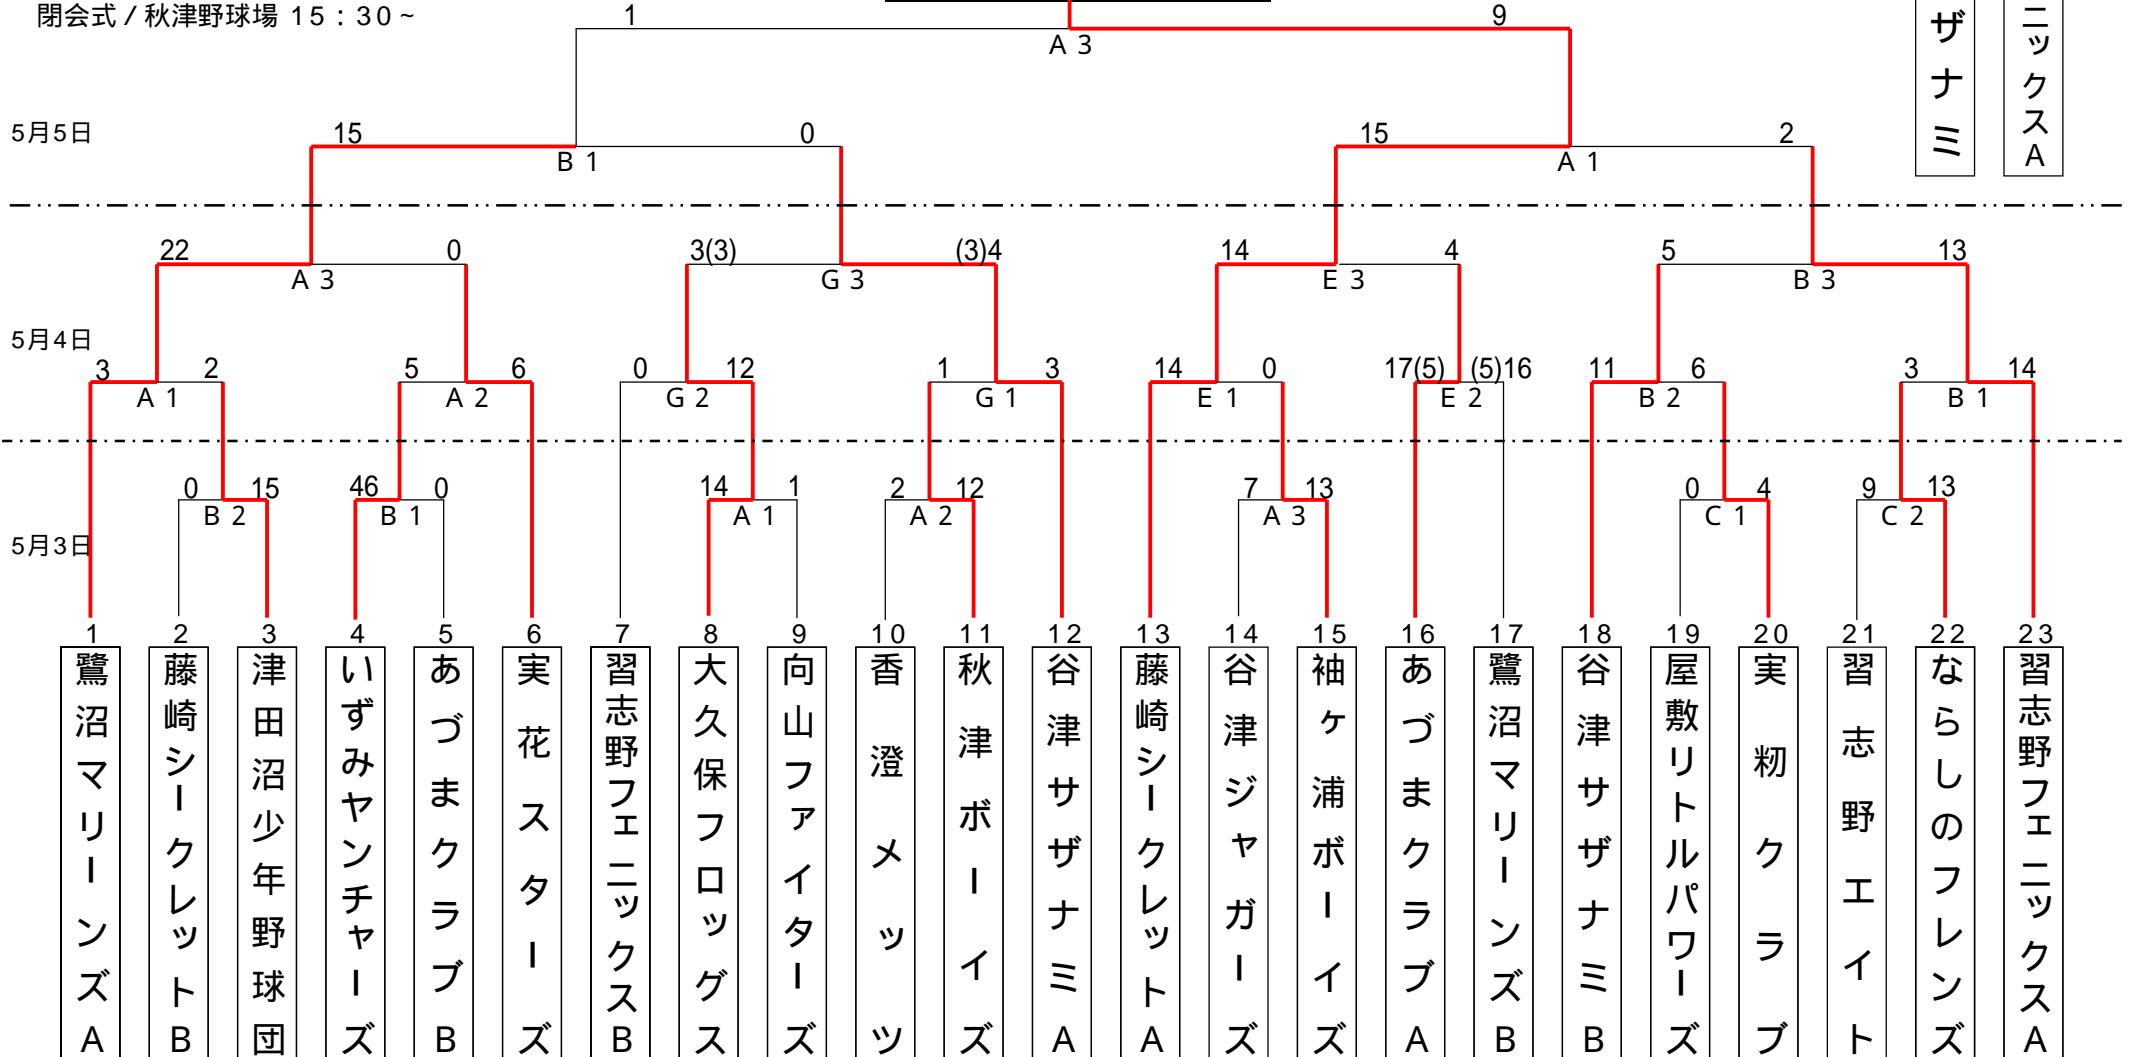 閉会式 / 秋津野球場 15:30~
1 9
A 3
ザナミ
ニックスA
5月5日
15 0 15 2
B 1 A 1
22 0 3(3) (3)4 14 4 5 13
A 3 G 3 E 3 B 3
5月4日
3 2 5 6 0 12 1 3 14 0 17(5) (5)16 11 6 3 14
A 1 A 2 G 2 G 1 E 1 E 2 B 2 B 1
0 15 46 0 14 1 2 12 7 13 0 4 9 13
B 2 B 1 A 1 A 2 A 3 C 1 C 2
5月3日
1 2 3 4 5 6 7 8 9 10 11 12 13 14 15 16 17 18 19 20 21 22 23
鷺沼マリーンズA
藤崎シークレットB
津田沼少年野球団
いずみヤンチャーズ
あづまクラブB
実花スターズ
習志野フェニックスB
大久保フロッグス
向山ファイターズ
香澄メッツ
秋津ボーイズ
谷津サザナミA
藤崎シークレットA
谷津ジャガーズ
袖ヶ浦ボーイズ
あづまクラブA
鷺沼マリーンズB
谷津サザナミB
屋敷リトルパワーズ
実籾クラブ
習志野エイト
ならしのフレンズ
習志野フェニックスA